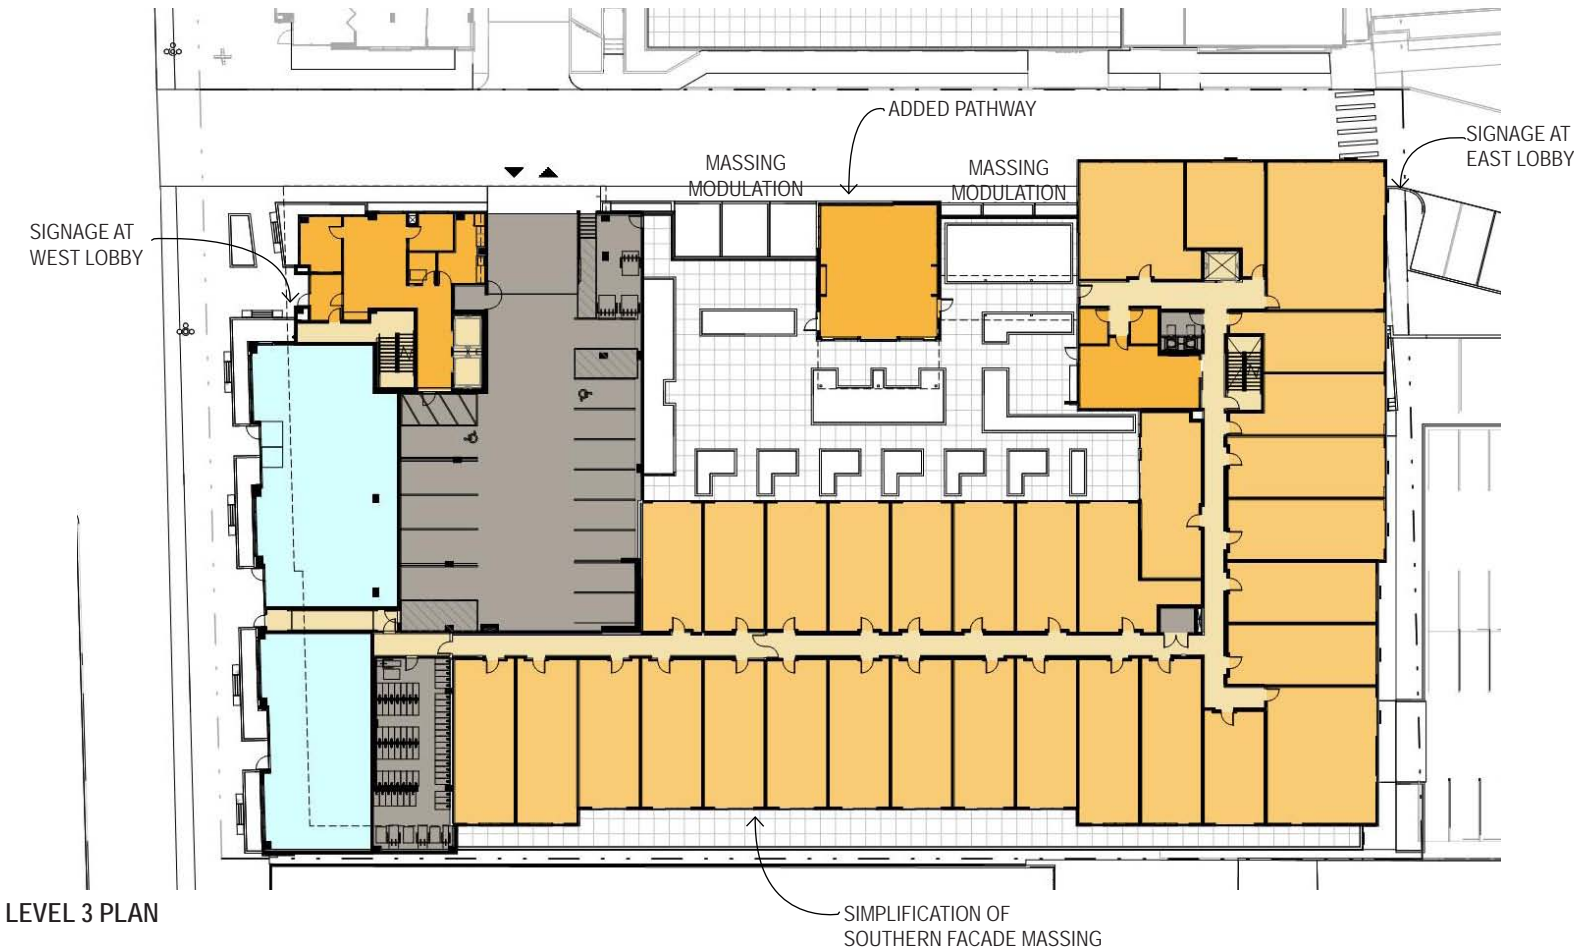 ADDED PATHWAY
SIGNAGE AT
EAST LOBBY
MASSING
MODULATION
MASSING
MODULATION
SIGNAGE AT
WEST LOBBY
LEVEL 3 PLAN
SIMPLIFICATION OF
SOUTHERN FACADE MASSING